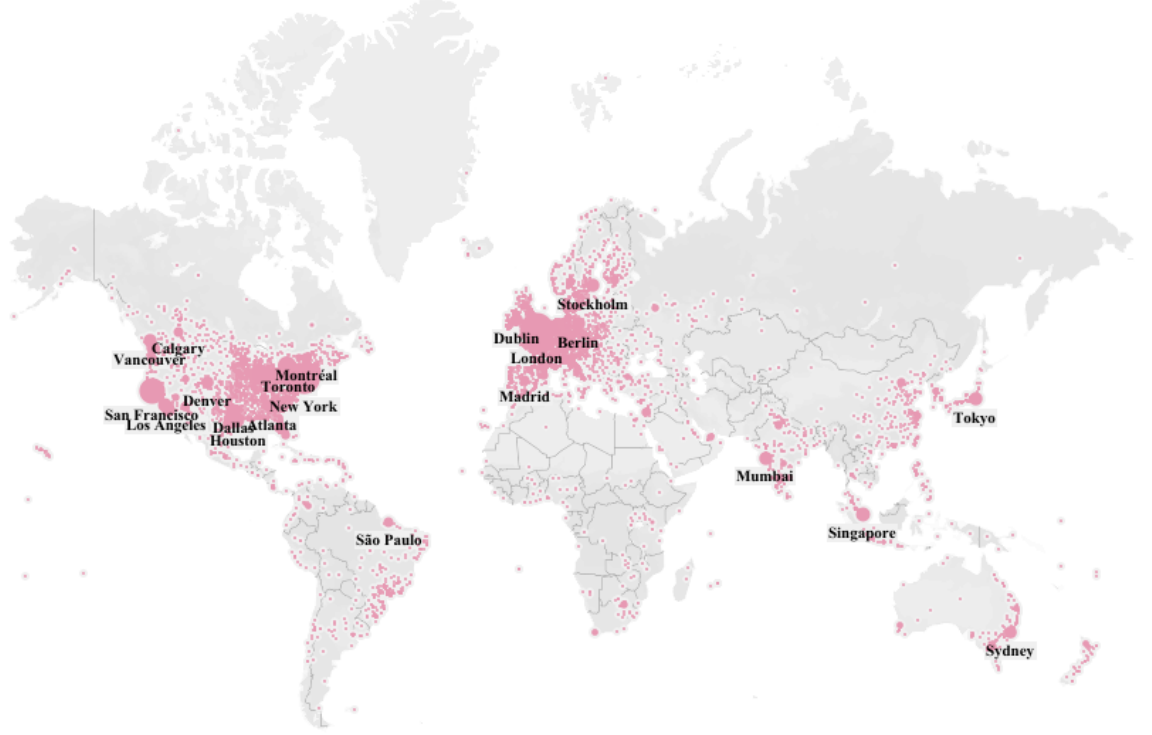 Stockholm
Dublin
Berlin
London
Calgary
Vancouver
Montréal
Toronto
Madrid
Denver
New York
San Francisco
Los Angeles
Dallas
Atlanta
Houston
Tokyo
Mumbai
Singapore
São Paulo
Sydney